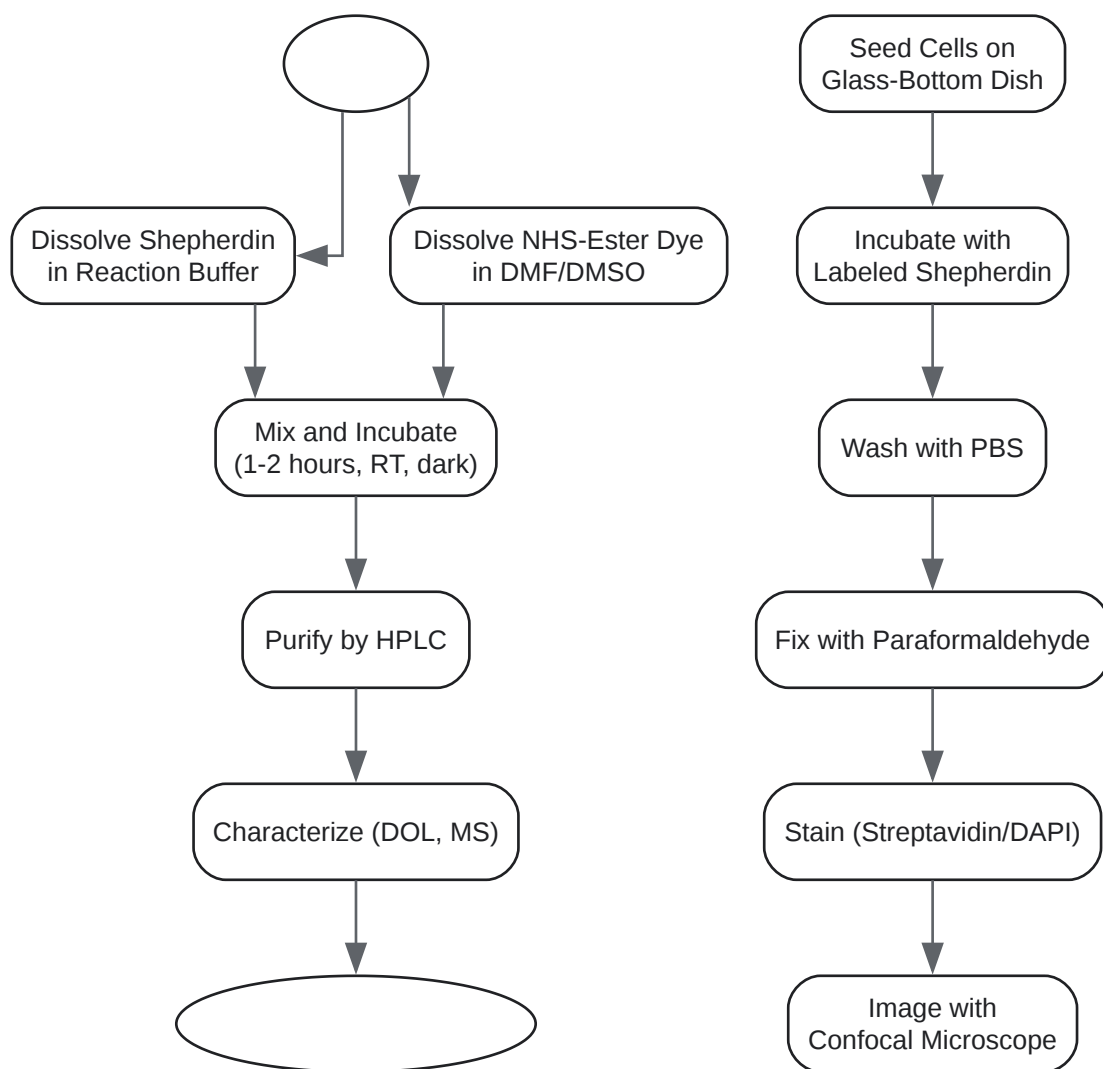 Dissolve Shepherdin
in Reaction Buffer
Dissolve NHS-Ester Dye
in DMF/DMSO
Mix and Incubate
(1-2 hours, RT, dark)
Purify by HPLC
Characterize (DOL, MS)
Seed Cells on
Glass-Bottom Dish
Incubate with
Labeled Shepherdin
Wash with PBS
Fix with Paraformaldehyde
Stain (Streptavidin/DAPI)
Image with
Confocal Microscope